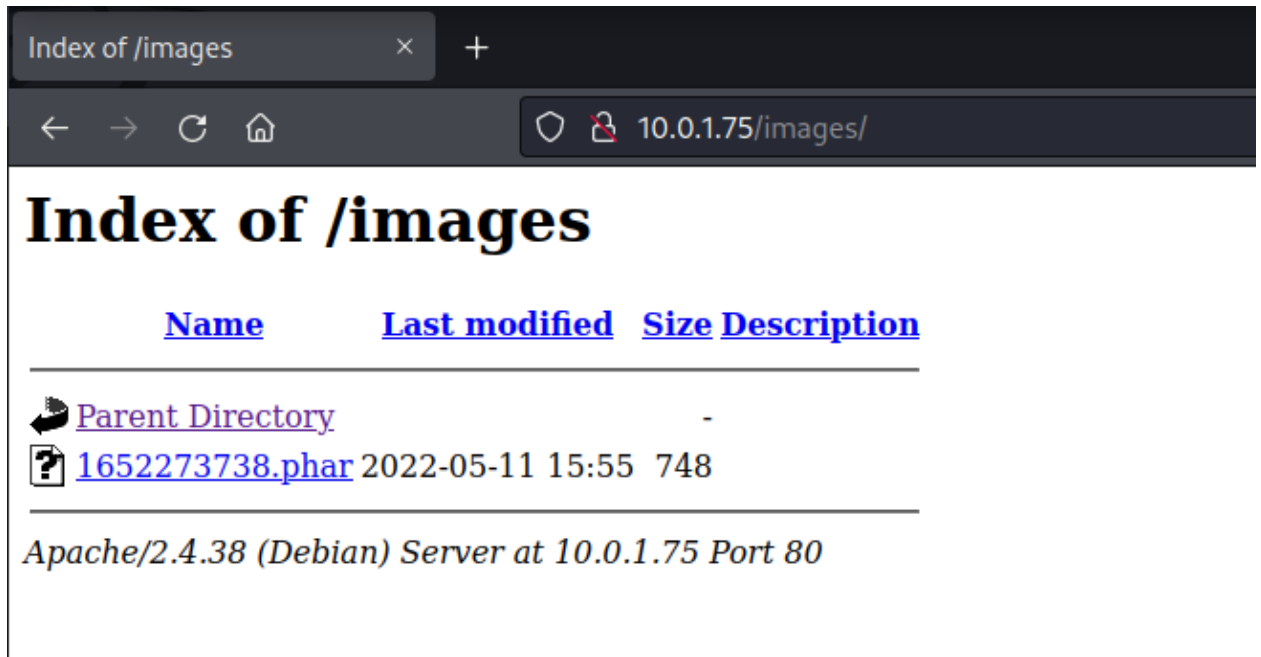 Index of /images
10.0.1.75/images/
Index of /images
Name Last modified Size Description
Parent Directory -
1652273738.phar 2022-05-11 15:55 748
Apache/2.4.38 (Debian) Server at 10.0.1.75 Port 80